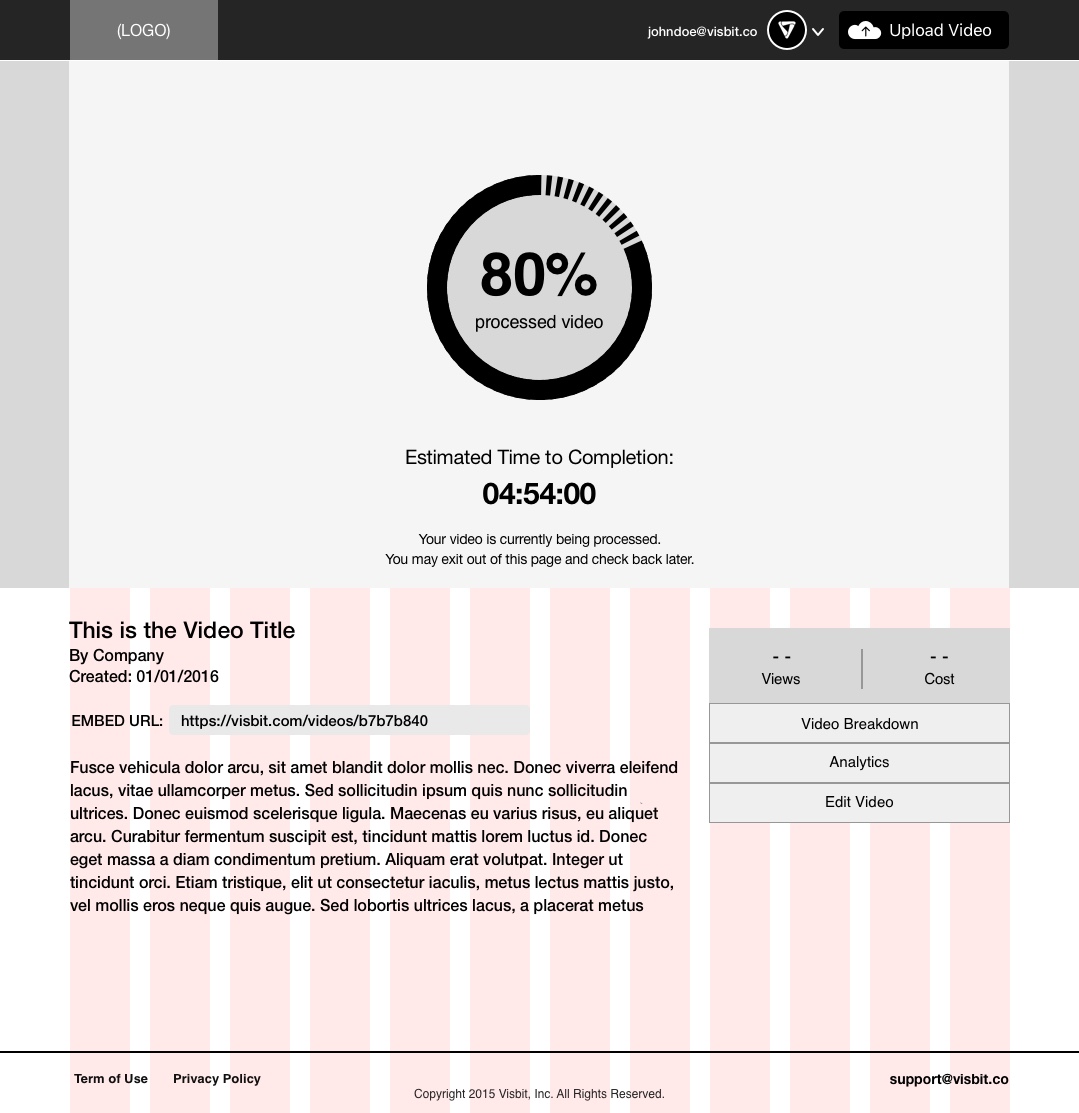 (LOGO)
johndoe@visbit.co
Upload Video
80%
processed video
Estimated Time to Completion:
04:54:00
Your video is currently being processed.
You may exit out of this page and check back later.
This is the Video Title
By Company
Created: 01/01/2016
EMBED URL: https://visbit.com/videos/b7b7b840
Fusce vehicula dolor arcu, sit amet blandit dolor mollis nec. Donec viverra eleifend
lacus, vitae ullamcorper metus. Sed sollicitudin ipsum quis nunc sollicitudin
ultrices. Donec euismod scelerisque ligula. Maecenas eu varius risus, eu aliquet
arcu. Curabitur fermentum suscipit est, tincidunt mattis lorem luctus id. Donec
eget massa a diam condimentum pretium. Aliquam erat volutpat. Integer ut
tincidunt orci. Etiam tristique, elit ut consectetur iaculis, metus lectus mattis justo,
vel mollis eros neque quis augue. Sed lobortis ultrices lacus, a placerat metus
- - - -
Views Cost
Video Breakdown
Analytics
Edit Video
Term of Use Privacy Policy
Copyright 2015 Visbit, Inc. All Rights Reserved.
support@visbit.co